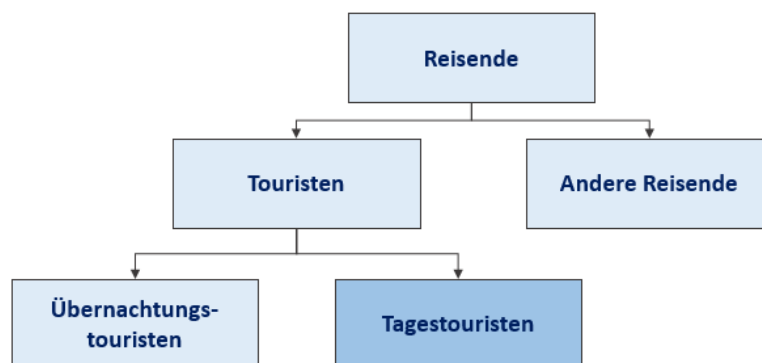 Reisende
Touristen
Andere Reisende
Übernachtungs-
touristen
Tagestouristen